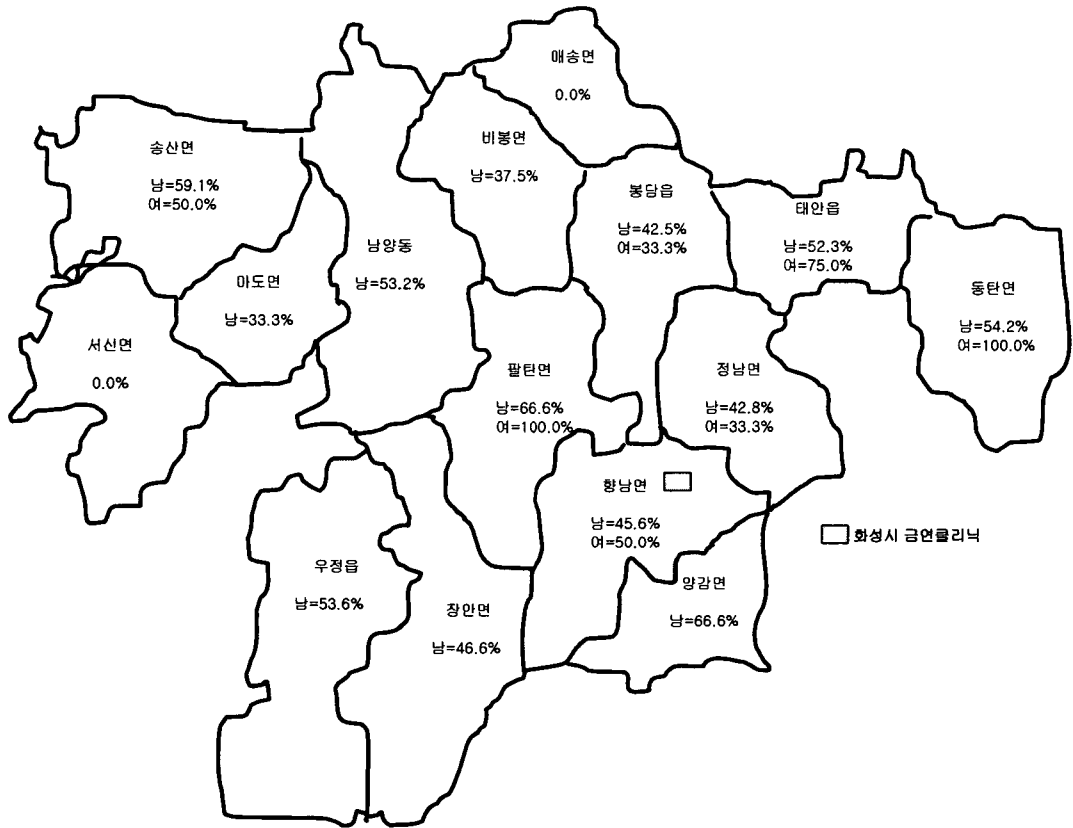 매송면
0.0%
비봉면
남=37.5%
송산면
남=59.1%
여=50.0%
봉담읍
남=42.5%
여=33.3%
태안읍
남=52.3%
여=75.0%
남양동
남=53.2%
마도면
남=33.3%
동탄면
남=54.2%
여=100.0%
서산면
0.0%
팔탄면
남=66.6%
여=100.0%
정남면
남=42.8%
여=33.3%
향남면
남=45.6%
여=50.0%
화성시 금연클리닉
우정읍
남=53.6%
장안면
남=46.6%
양감면
남=66.6%